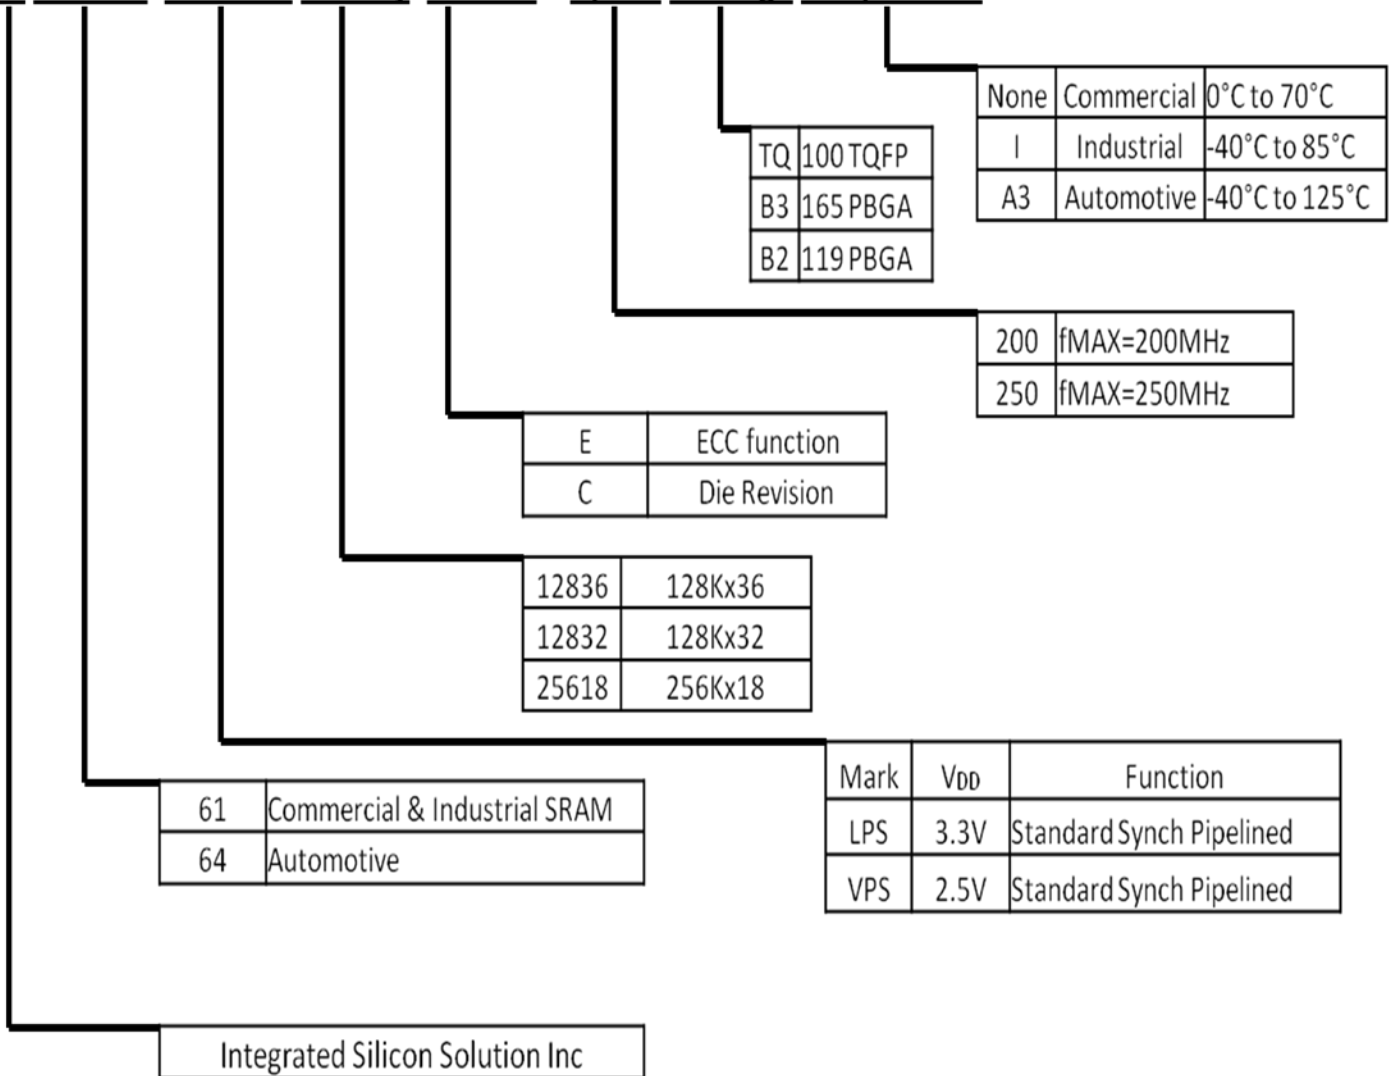 None Commercial 0°C to 70°C
I Industrial -40°C to 85°C
A3 Automotive -40°C to 125°C
TQ 100 TQFP
B3 165 PBGA
B2 119 PBGA
200 fMAX=200MHz
250 fMAX=250MHz
E ECC function
C Die Revision
12836 128Kx36
12832 128Kx32
25618 256Kx18
Mark VDD Function
LPS 3.3V Standard Synch Pipelined
VPS 2.5V Standard Synch Pipelined
61 Commercial & Industrial SRAM
64 Automotive
Integrated Silicon Solution Inc